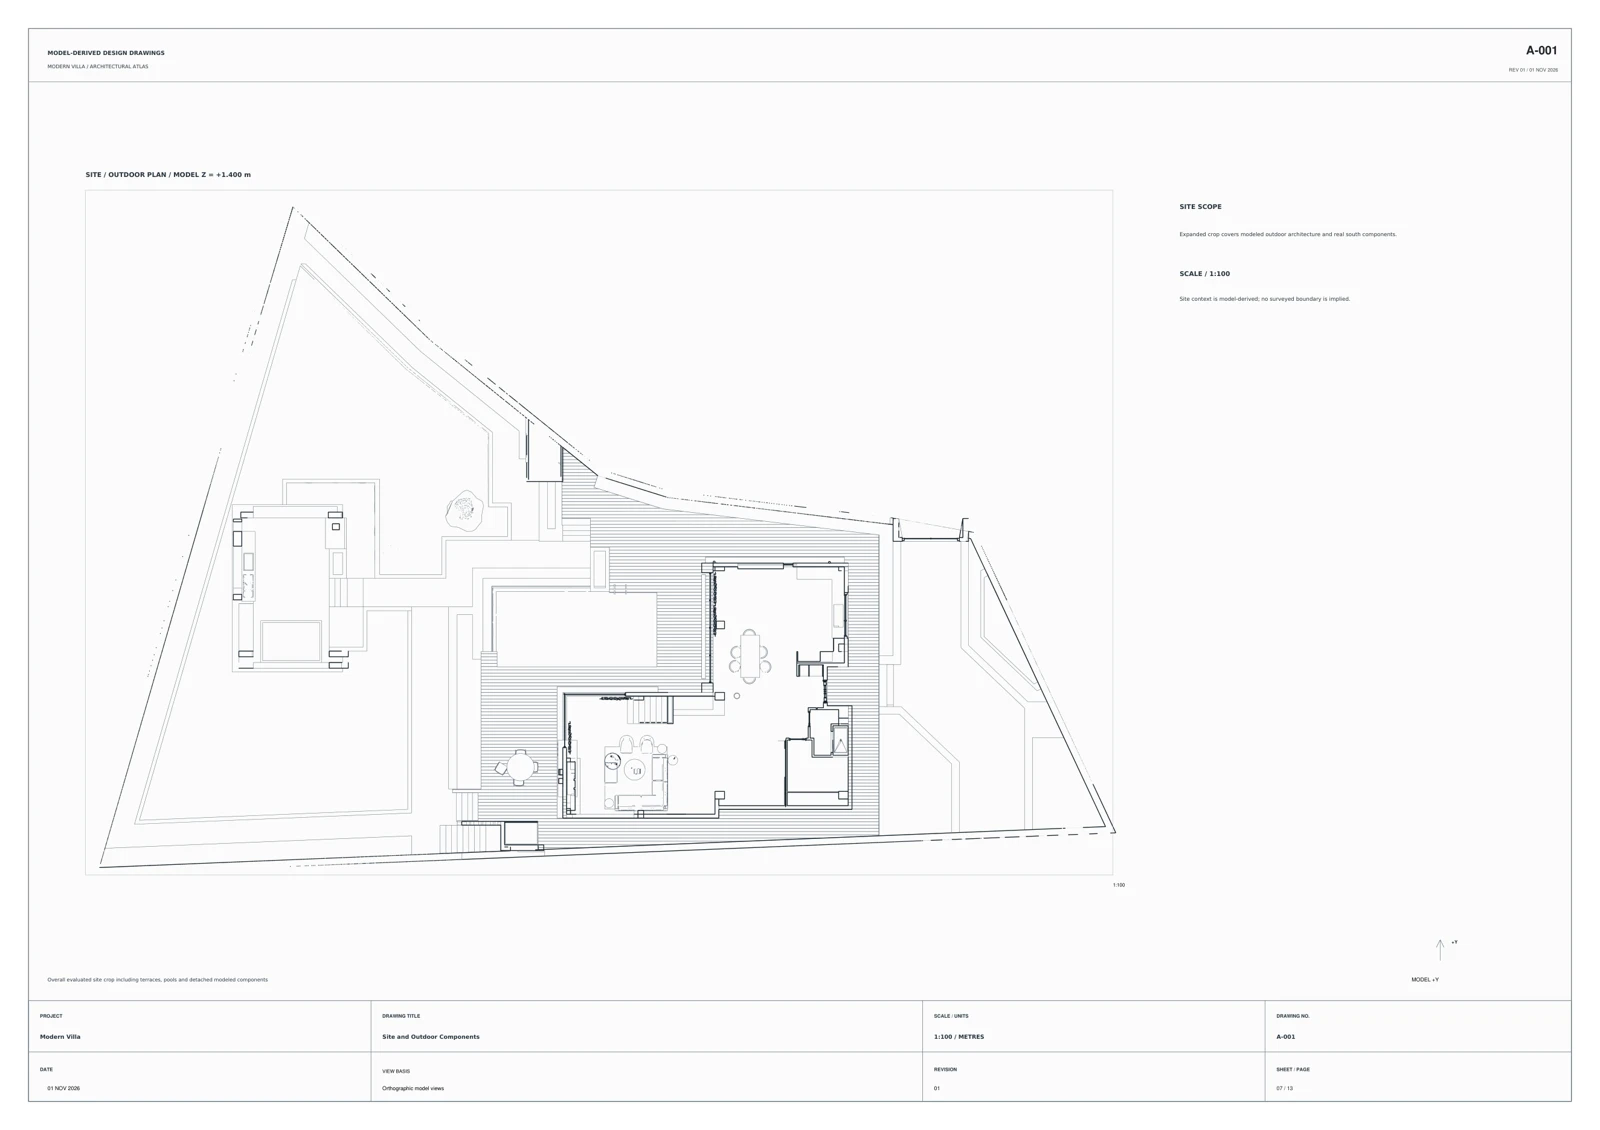 MODEL-DERIVED DESIGN DRAWINGS
MODERN VILLA / ARCHITECTURAL ATLAS
A-001
REV 01 / 01 NOV 2026
SITE / OUTDOOR PLAN / MODEL Z = +1.400 m
SITE SCOPE
Expanded crop covers modeled outdoor architecture and real south components.
SCALE / 1:100
Site context is model-derived; no surveyed boundary is implied.
1:100
+Y
MODEL +Y
Overall evaluated site crop including terraces, pools and detached modeled components
PROJECT
Modern Villa
DRAWING TITLE
Site and Outdoor Components
SCALE / UNITS
1:100 / METRES
DRAWING NO.
A-001
DATE
01 NOV 2026
VIEW BASIS
Orthographic model views
REVISION
01
SHEET / PAGE
07 / 13